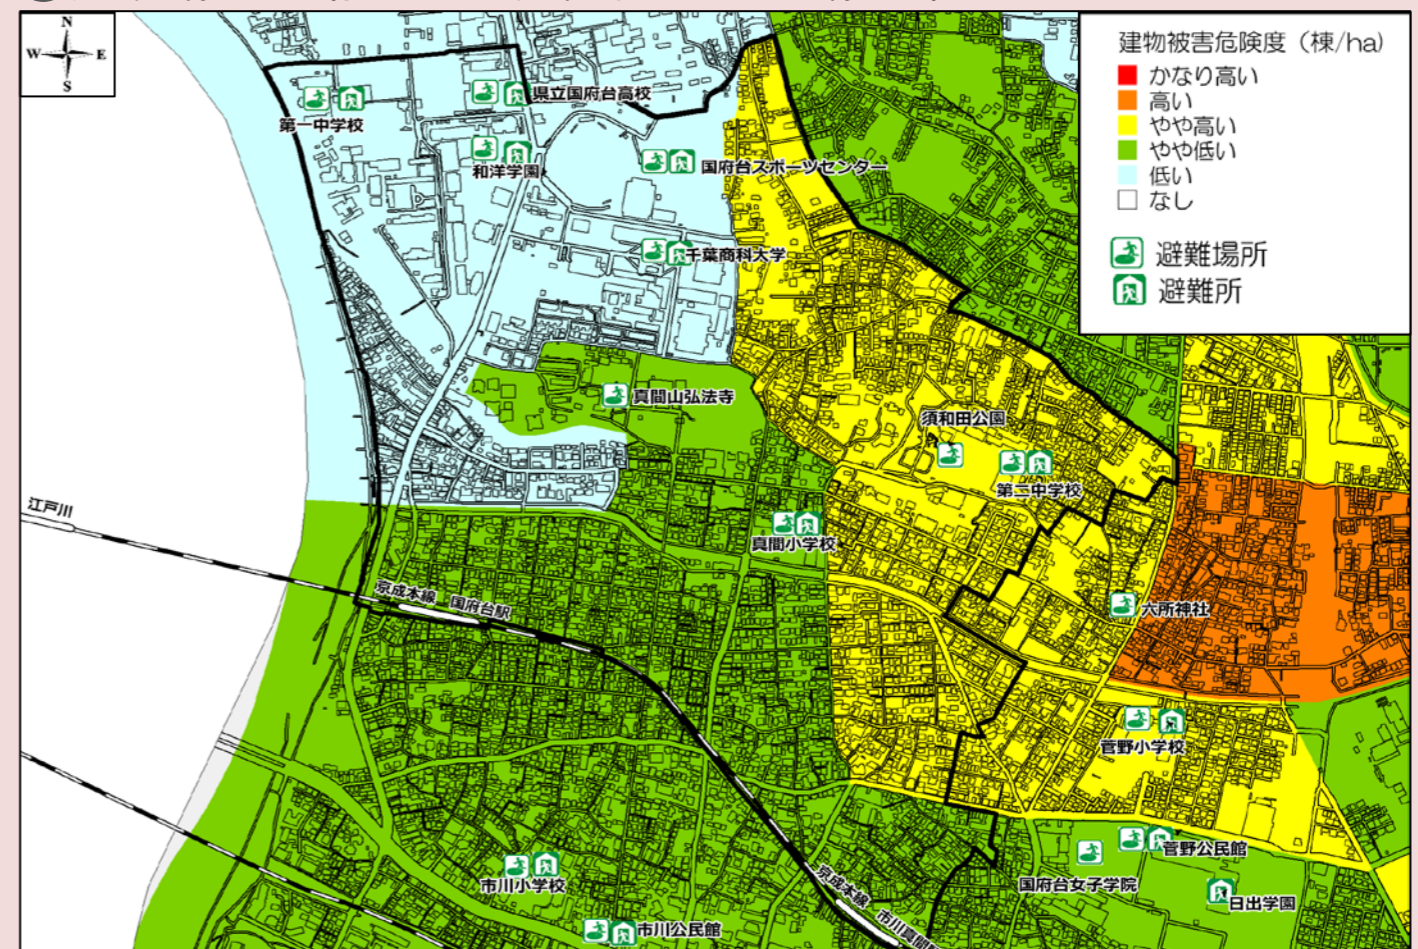 N
W E
S
建物被害危険度（棟/ha)
かなり高い
高い
やや高い
やや低い
低い
なし
避難場所
避難所
県立国府台高校
第一中学校
和洋学園
国府台スポーツセンター
千葉商科大学
真間山弘法寺
須和田公園
第二中学校
江戸川
真間小学校
京成本線 国府台駅
六所神社
菅野小学校
菅野公民館
国府台女子学院
日出学園
市川小学校
市川公民館
京成本線 市川真間